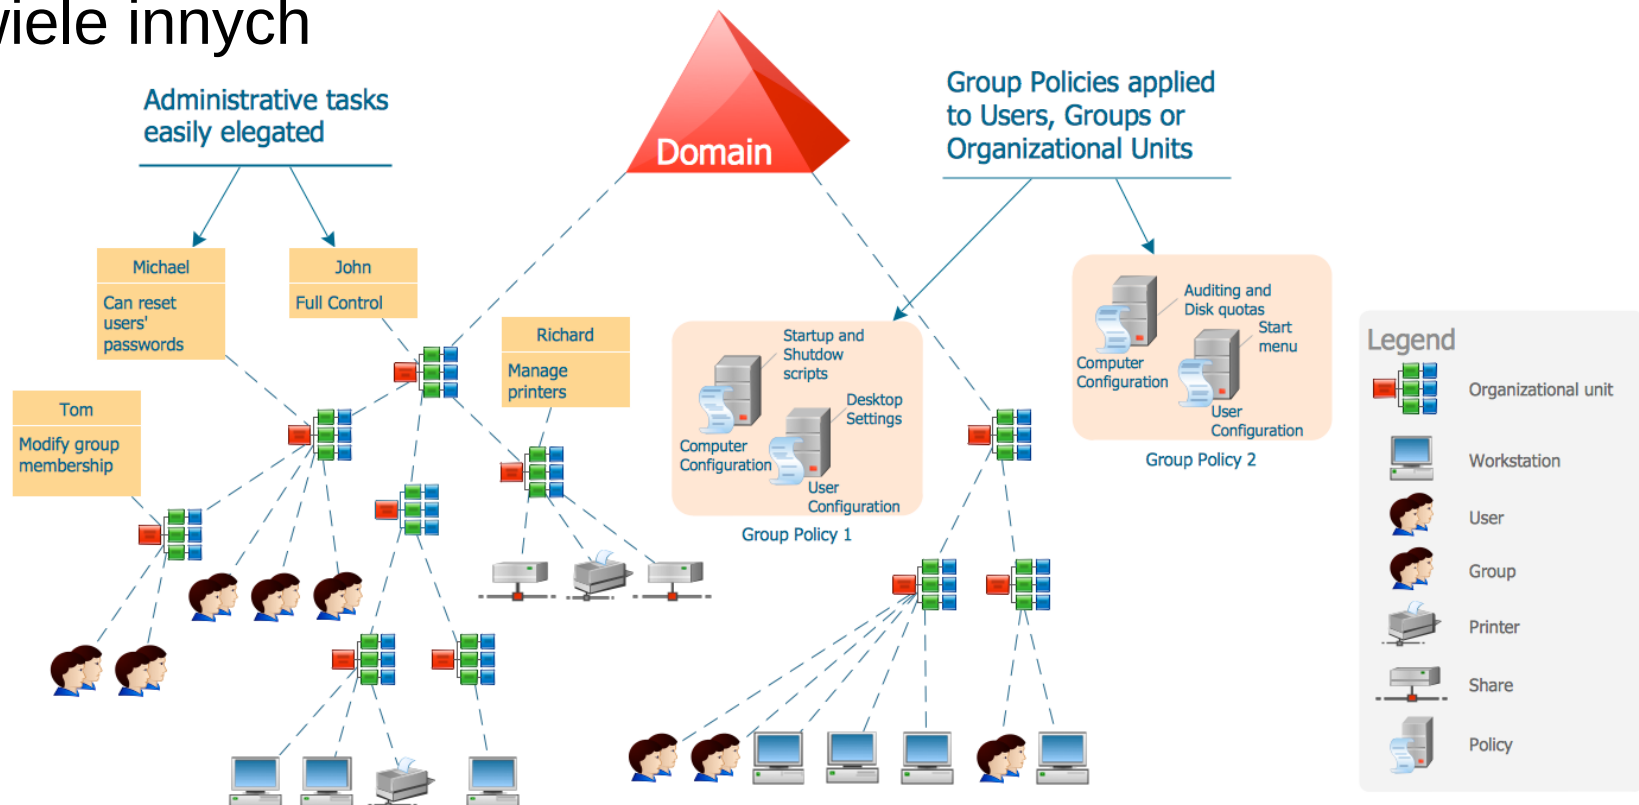 wiele innych
Administrative tasks
easily elegated
Domain
Group Policies applied
to Users, Groups or
Organizational Units
Michael
Can reset
users'
passwords
John
Full Control
Richard
Manage
printers
Tom
Modify group
membership
Startup and
Shutdow
scripts
Desktop
Settings
Computer
Configuration
User
Configuration
Group Policy 1
Auditing and
Disk quotas
Start
menu
Computer
Configuration
User
Configuration
Group Policy 2
Legend
Organizational unit
Workstation
User
Group
Printer
Share
Policy